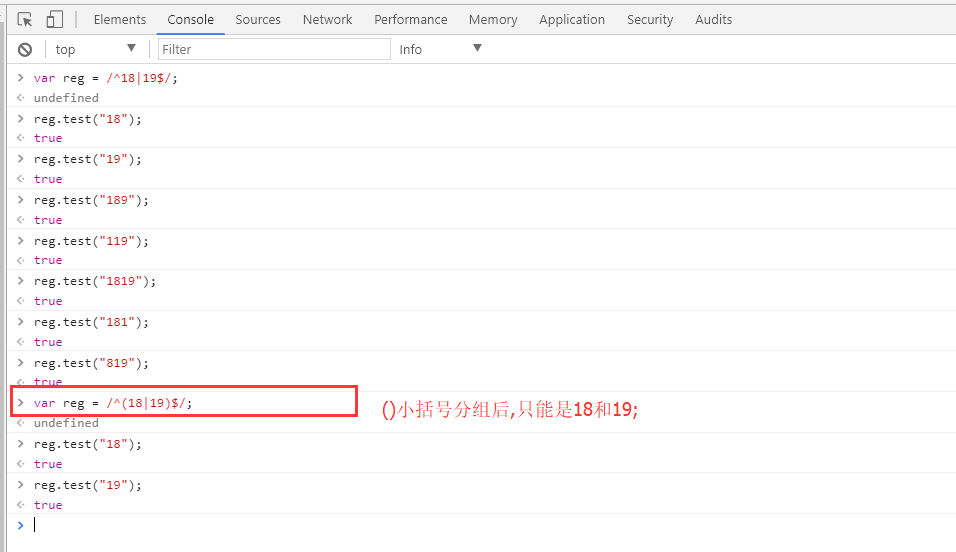 Elements Console Sources Network Performance Memory Application Security Audits
top ▼ Filter Info ▼
> var reg = /^18|19$/;
undefined
> reg.test("18");
true
> reg.test("19");
true
> reg.test("189");
true
> reg.test("119");
true
> reg.test("1819");
true
> reg.test("181");
true
> reg.test("819");
true
> var reg = /^(18|19)$/;
()小括号分组后,只能是18和19;
undefined
> reg.test("18");
true
> reg.test("19");
true
>